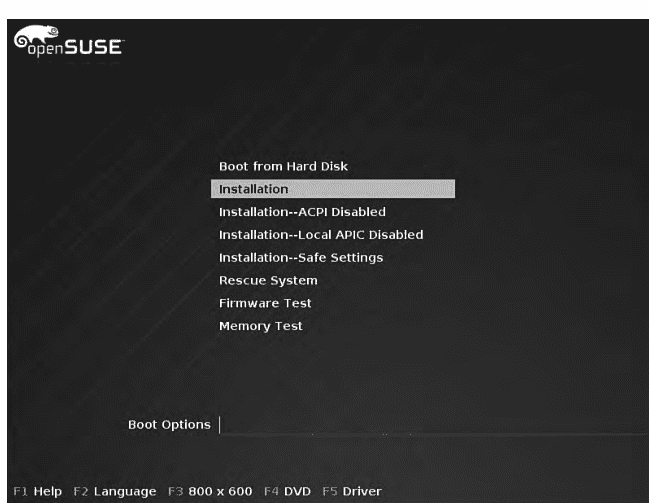 openSUSE
Boot from Hard Disk
Installation
Installation--ACPI Disabled
Installation--Local APIC Disabled
Installation--Safe Settings
Rescue System
Firmware Test
Memory Test
Boot Options
F1 Help F2 Language F3 800 x 600 F4 DVD F5 Driver